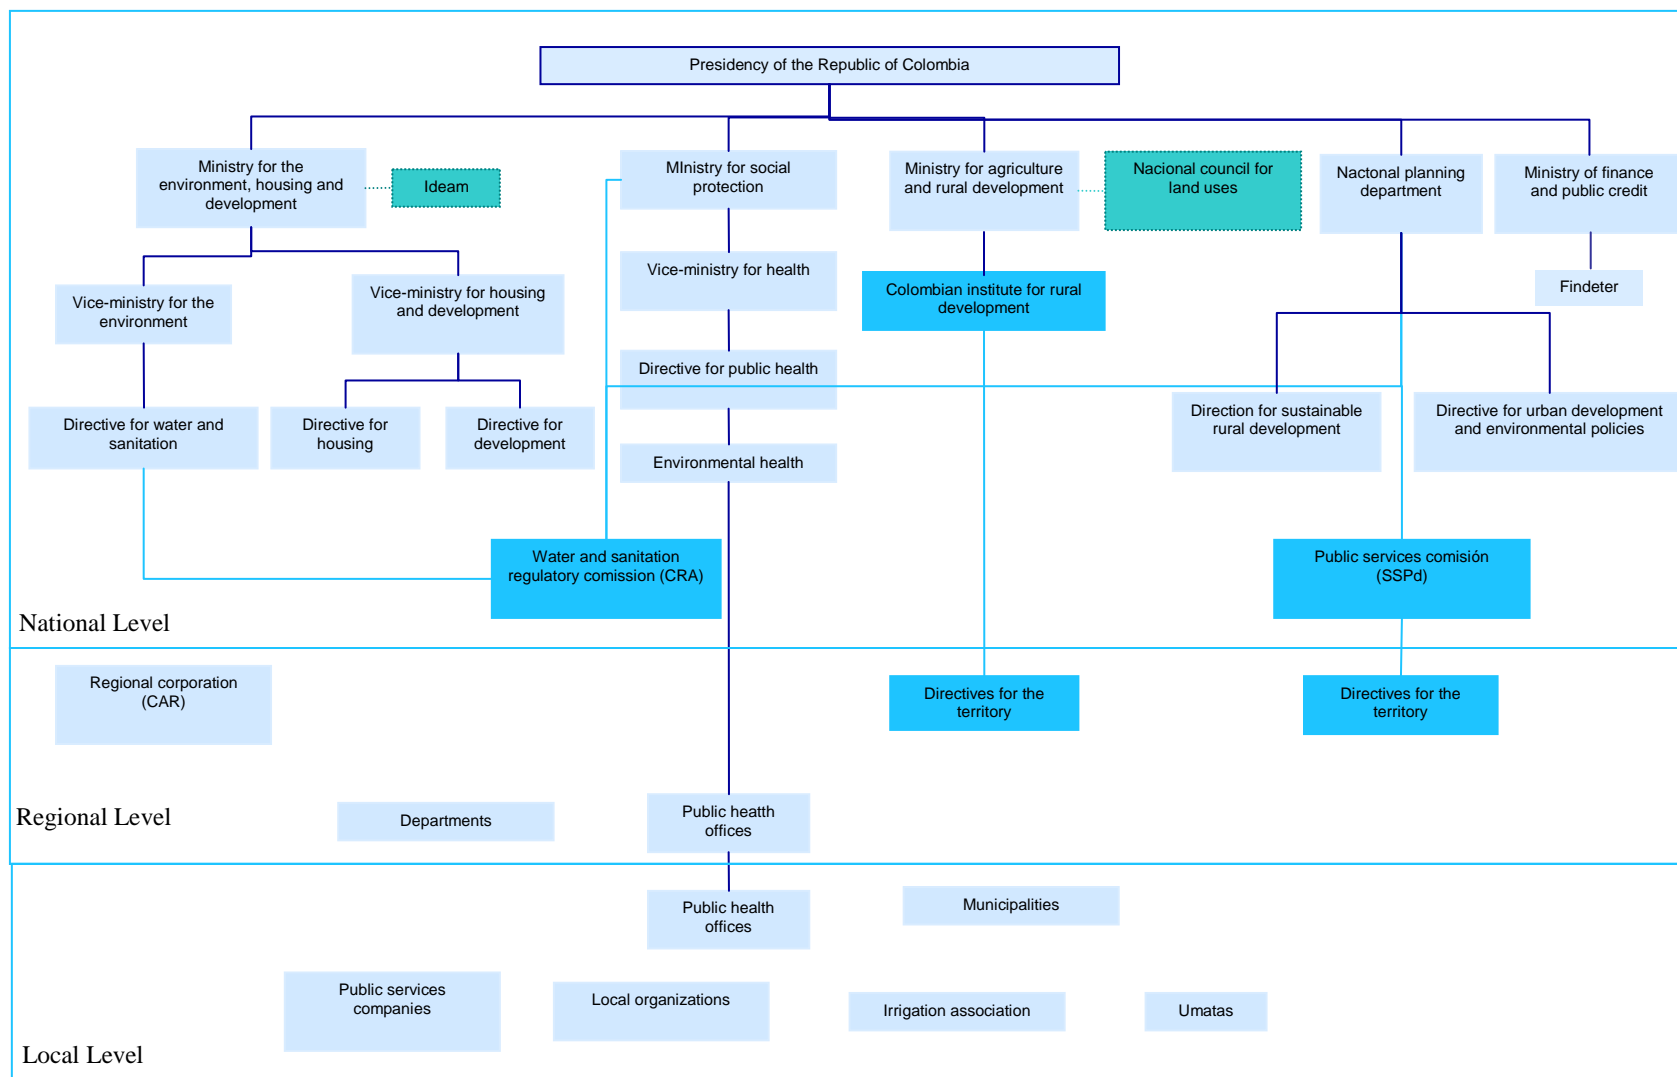 Presidency of the Republic of Colombia
Ministry for the
environment, housing and
development
Ideam
MInistry for social
protection
Ministry for agriculture
and rural development
Nacional council for
land uses
Nactonal planning
department
Ministry of finance
and public credit
Vice-ministry for the
environment
Vice-ministry for housing
and development
Vice-ministry for health
Colombian institute for rural
development
Findeter
Directive for public health
Directive for water and
sanitation
Directive for
housing
Directive for
development
Environmental health
Direction for sustainable
rural development
Directive for urban development
and environmental policies
Water and sanitation
regulatory comission (CRA)
Public services comisión
(SSPd)
National Level
Regional corporation
(CAR)
Directives for the
territory
Directives for the
territory
Regional Level
Departments
Public heatth
offices
Public health
offices
Municipalities
Public services
companies
Local organizations
Irrigation association
Umatas
Local Level